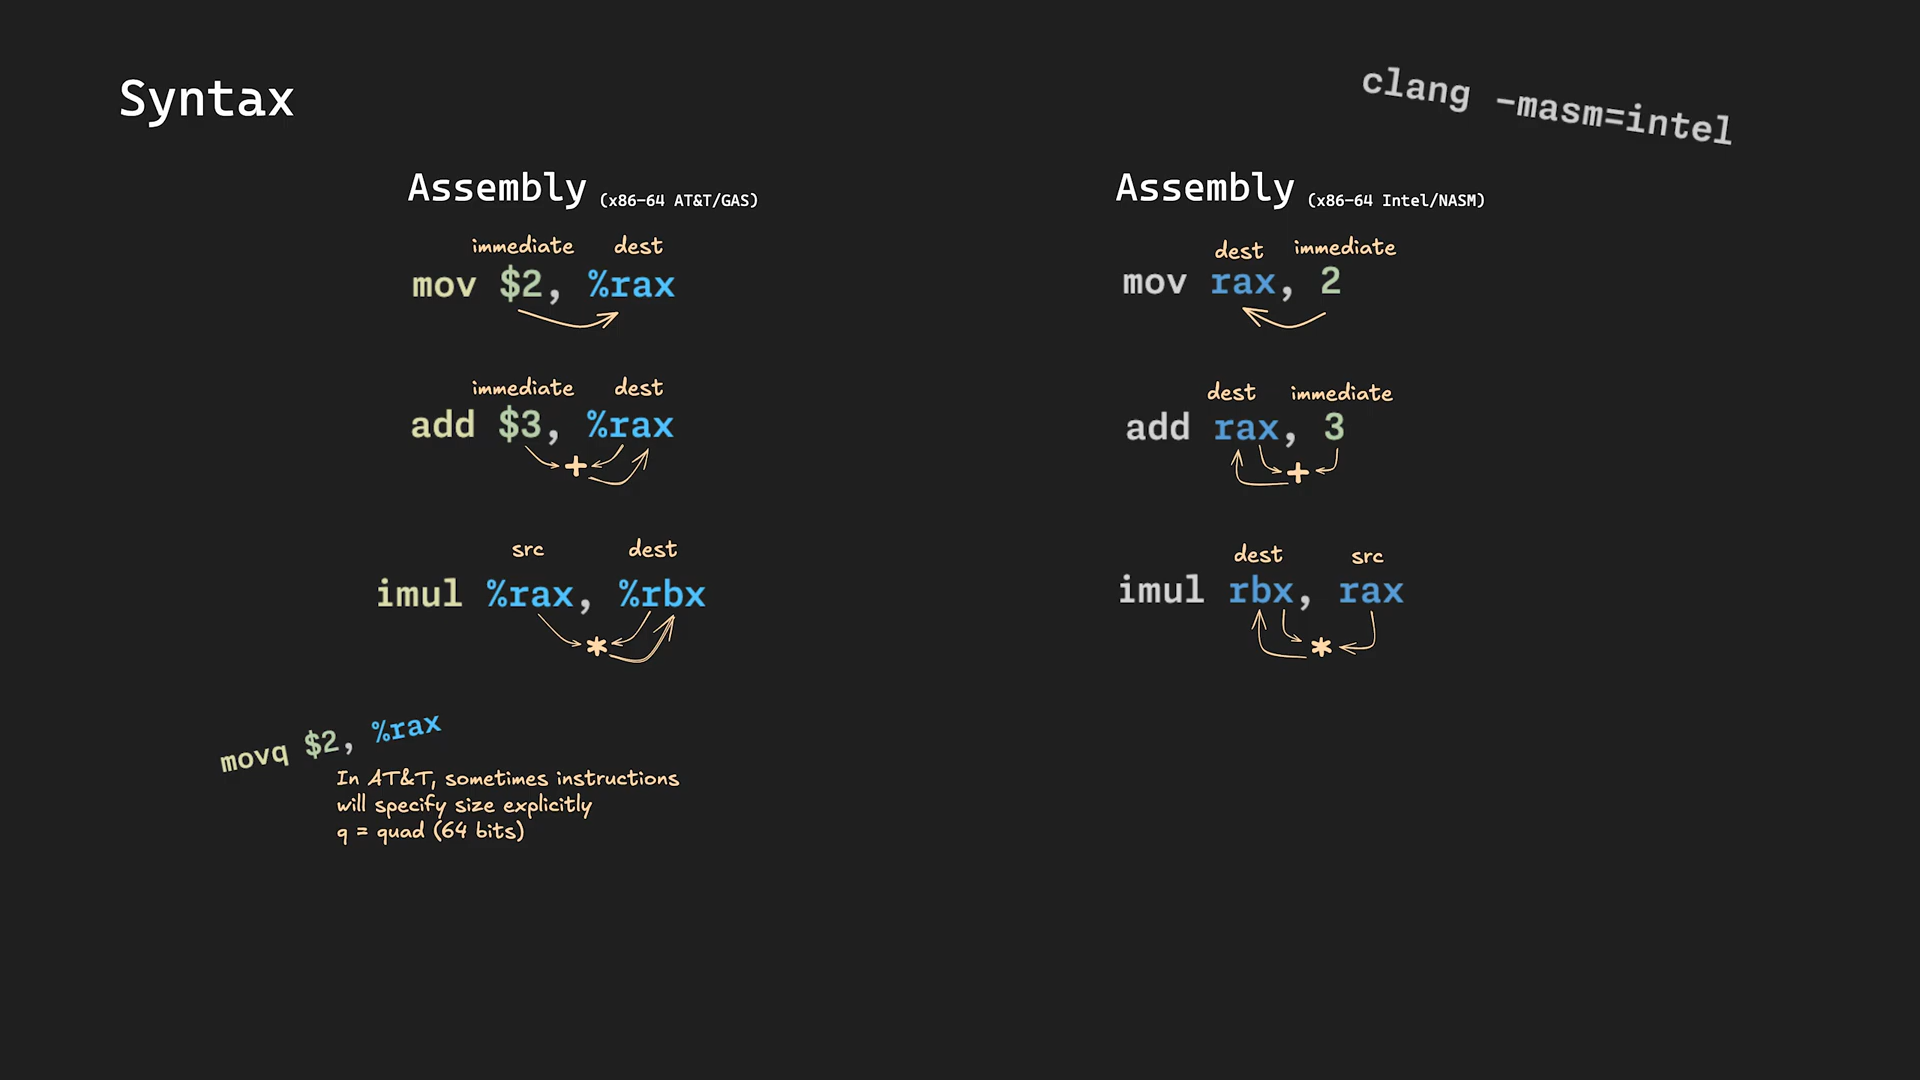 Syntax
clang -masm=intel
Assembly (x86-64 AT&T/GAS)
immediate dest
mov $2, %rax
immediate dest
add $3, %rax
+
src dest
imul %rax, %rbx
*
movq $2, %rax
In AT&T, sometimes instructions
will specify size explicitly
q = quad (64 bits)
Assembly (x86-64 Intel/NASM)
dest immediate
mov rax, 2
dest immediate
add rax, 3
+
dest src
imul rbx, rax
*